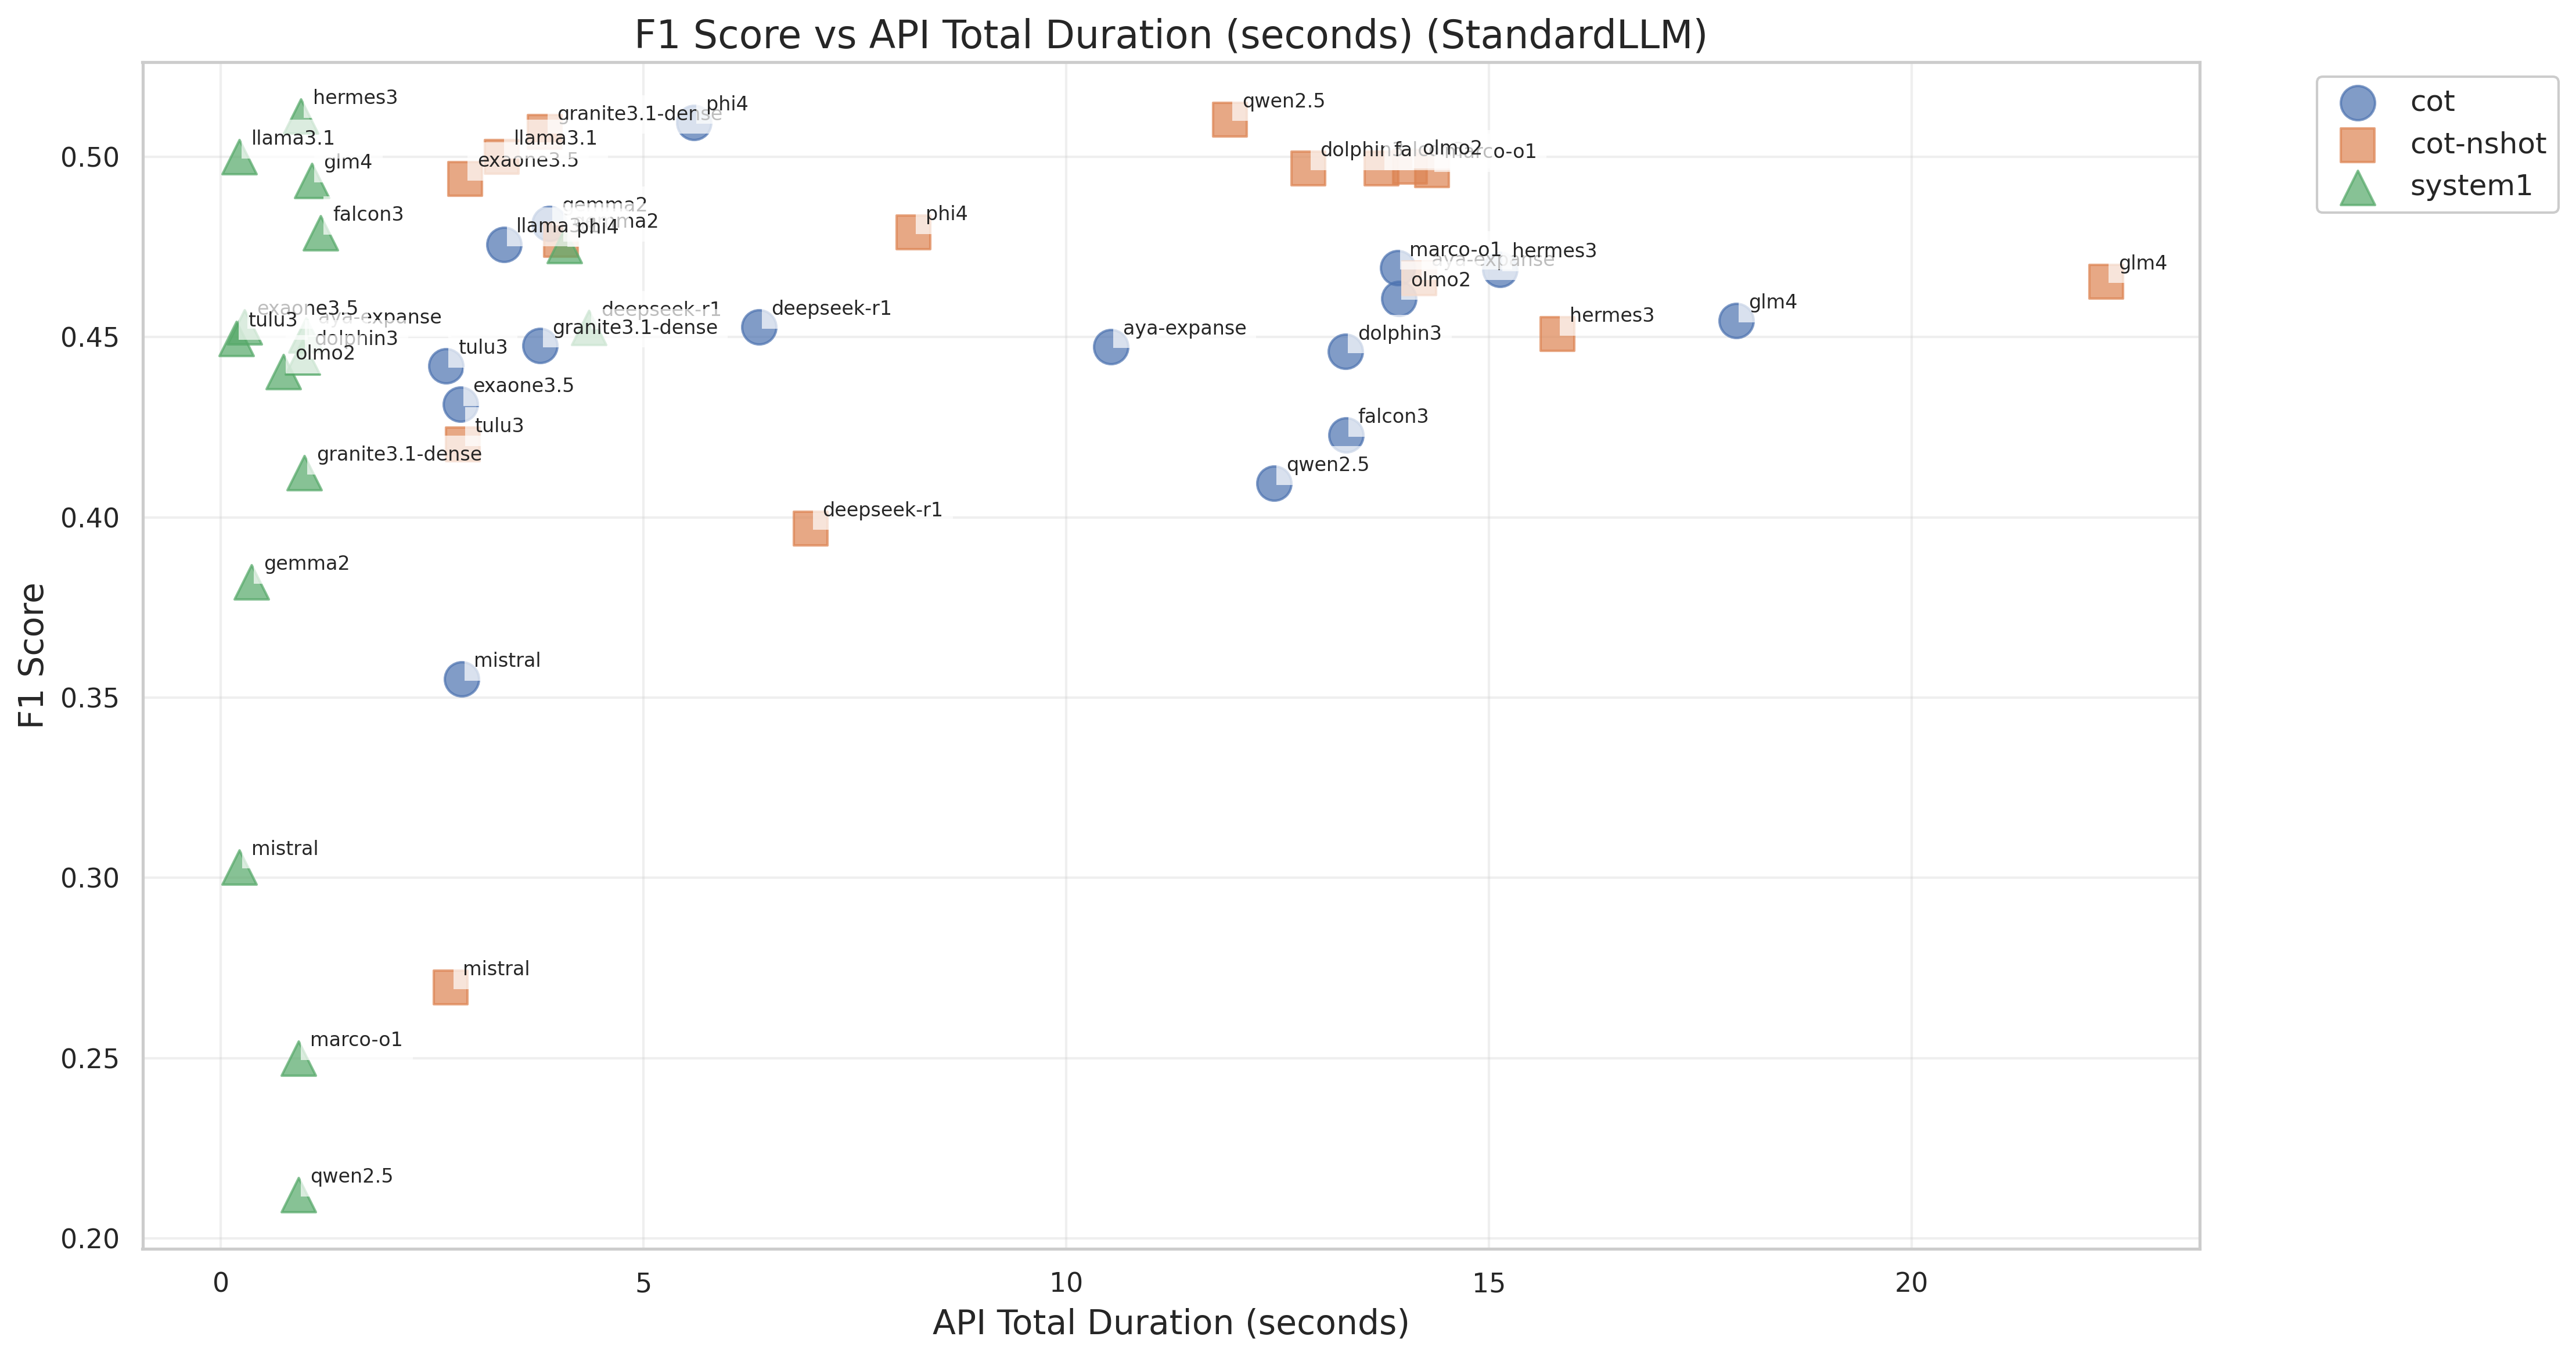 F1 Score vs API Total Duration (seconds) (StandardLLM)
cot
cot-nshot
system1
hermes3
llama3.1
glm4
falcon3
granite3.1-dense
llama3.1
exaone3.5
phi4
qwen2.5
dolphin3
olmo2
marco-o1
gemma2
gemma2
phi4
phi4
marco-o1
hermes3
aya-expanse
olmo2
glm4
glm4
hermes3
exaone3.5
tulu3
aya-expanse
dolphin3
olmo2
deepseek-r1
deepseek-r1
granite3.1-dense
tulu3
exaone3.5
tulu3
granite3.1-dense
aya-expanse
dolphin3
falcon3
qwen2.5
deepseek-r1
gemma2
mistral
mistral
mistral
marco-o1
qwen2.5
F1 Score
0.50
0.45
0.40
0.35
0.30
0.25
0.20
0
5
10
15
20
API Total Duration (seconds)